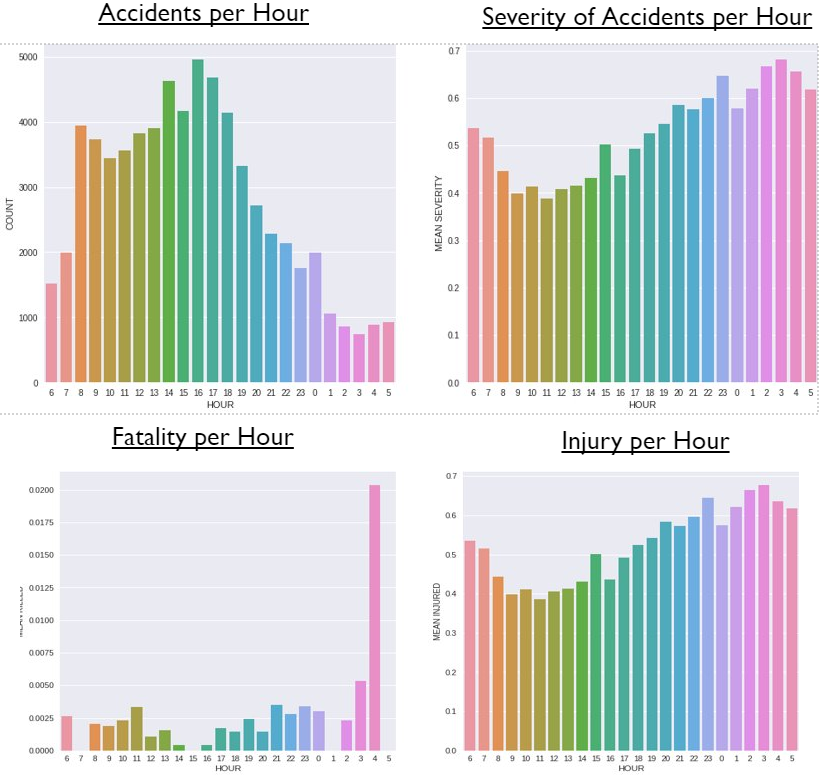 Accidents per Hour
Severity of Accidents per Hour
5000
4000
3000
2000
1000
0
COUNT
6 7 8 9 10 11 12 13 14 15 16 17 18 19 20 21 22 23 0 1 2 3 4 5
HOUR
0.7
0.6
0.5
0.4
0.3
0.2
0.1
0.0
MEAN SEVERITY
6 7 8 9 10 11 12 13 14 15 16 17 18 19 20 21 22 23 0 1 2 3 4 5
HOUR
Fatality per Hour
Injury per Hour
0.0200
0.0175
0.0150
0.0125
0.0100
0.0075
0.0050
0.0025
0.0000
6 7 8 9 10 11 12 13 14 15 16 17 18 19 20 21 22 23 0 1 2 3 4 5
HOUR
0.7
0.6
0.5
0.4
0.3
0.2
0.1
0.0
MEAN INJURED
6 7 8 9 10 11 12 13 14 15 16 17 18 19 20 21 22 23 0 1 2 3 4 5
HOUR